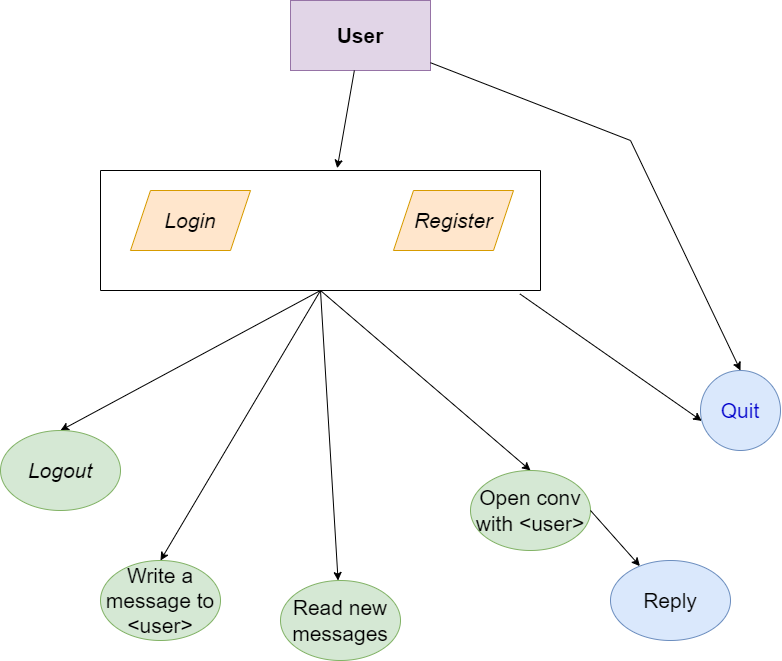 User
Login
Register
Quit
Logout
Open conv
with <user>
Write a
message to
<user>
Read new
messages
Reply